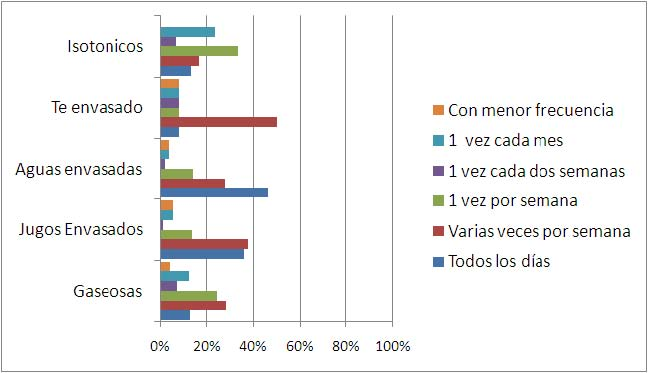 Isotonicos
Te envasado
Aguas envasadas
Jugos Envasados
Gaseosas
0% 20% 40% 60% 80% 100%
Con menor frecuencia
1 vez cada mes
1 vez cada dos semanas
1 vez por semana
Varias veces por semana
Todos los días